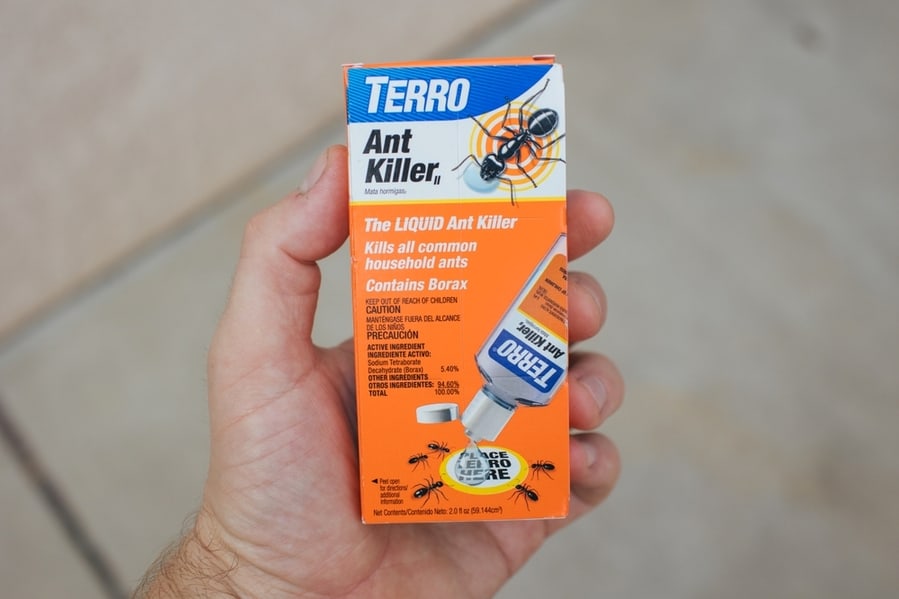 TERRO
Ant
Killer II
Mata hormigas
The LIQUID Ant Killer
Kills all common
household ants
Contains Borax
KEEP OUT OF REACH OF CHILDREN
CAUTION
MANTÉNGASE FUERA DEL ALCANCE
DE LOS NIÑOS
PRECAUCIÓN
ACTIVE INGREDIENT
INGREDIENTE ACTIVO:
Sodium Tetraborate
Decahydrate (Borax) 5.40%
OTHER INGREDIENTS
OTROS INGREDIENTES: 94.60%
TOTAL 100.00%
TERRO®
Ant Killer II
PLACE
TERRO
HERE
Peel open
for directions/
additional
information
Net Contents/Contenido Neto: 2.0 fl oz (59.144cm³)